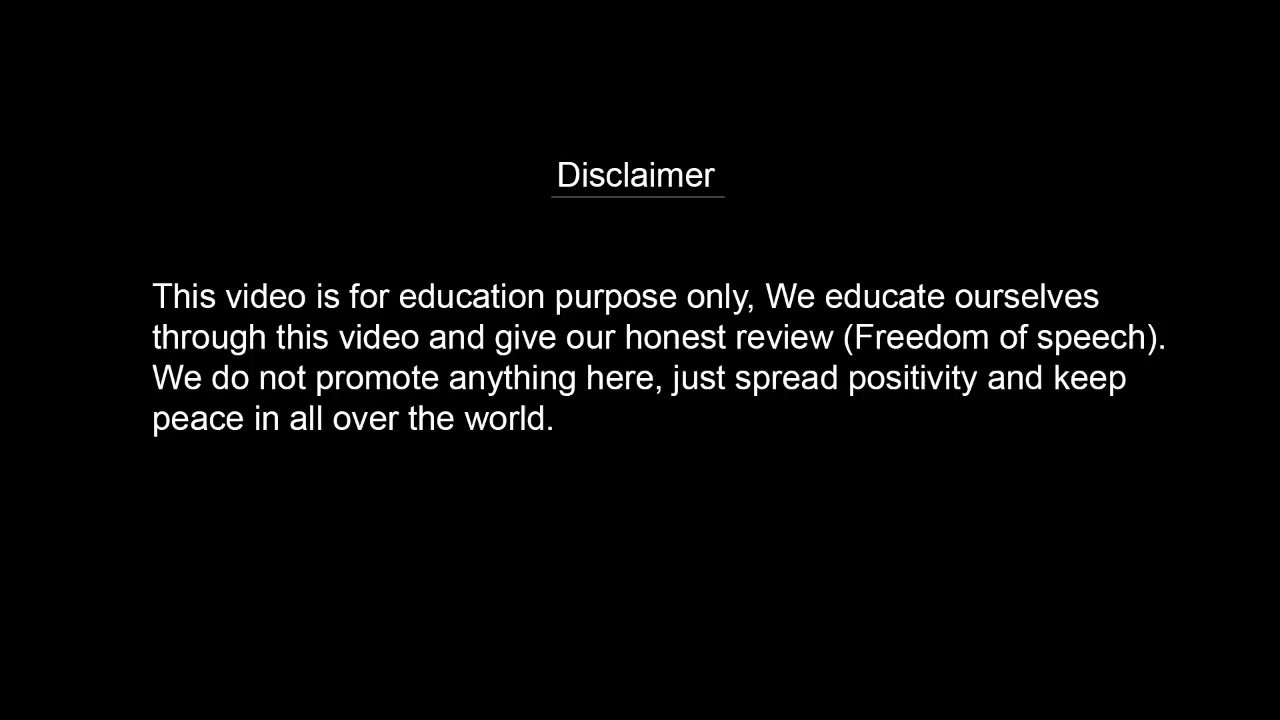 Disclaimer
This video is for education purpose only, We educate ourselves
through this video and give our honest review (Freedom of speech).
We do not promote anything here, just spread positivity and keep
peace in all over the world.